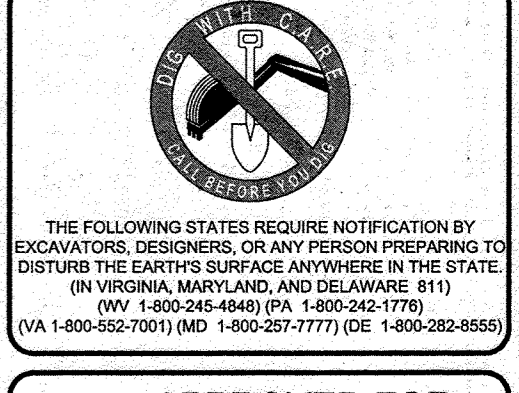 DIG WITH C.A.R.E
CALL BEFORE YOU DIG
THE FOLLOWING STATES REQUIRE NOTIFICATION BY
EXCAVATORS, DESIGNERS, OR ANY PERSON PREPARING TO
DISTURB THE EARTH'S SURFACE ANYWHERE IN THE STATE.
(IN VIRGINIA, MARYLAND, AND DELAWARE 811)
(WV 1-800-245-4848) (PA 1-800-242-1776)
(VA 1-800-552-7001) (MD 1-800-257-7777) (DE 1-800-282-8555)